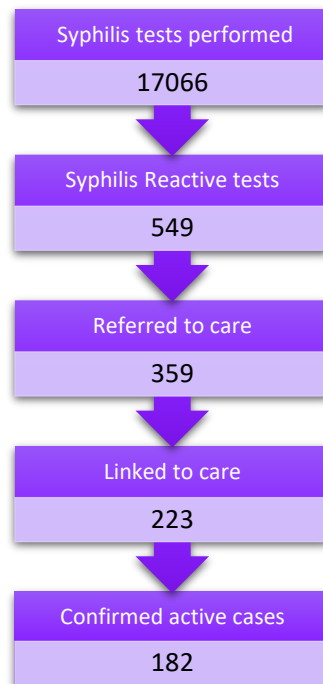 Syphilis tests performed
17066
Syphilis Reactive tests
549
Referred to care
359
Linked to care
223
Confirmed active cases
182